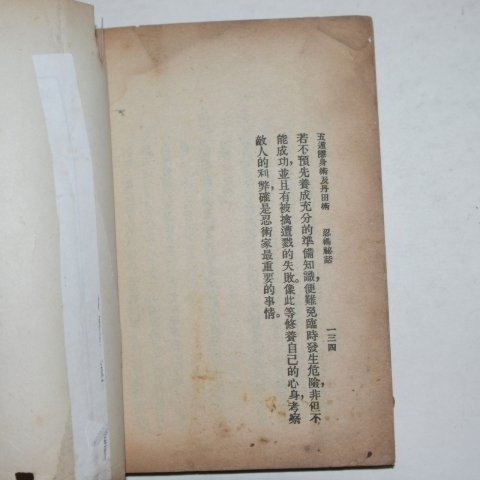 五遁隱身術及丹田術　忍術秘話　一三四
若不預先養成充分的準備知識，便難免臨時發生危險，非但不
能成功，並且有被擒遭戮的失敗。像此等修養自己的心身，考察
敵人的利弊，確是忍術家最重要的事情。